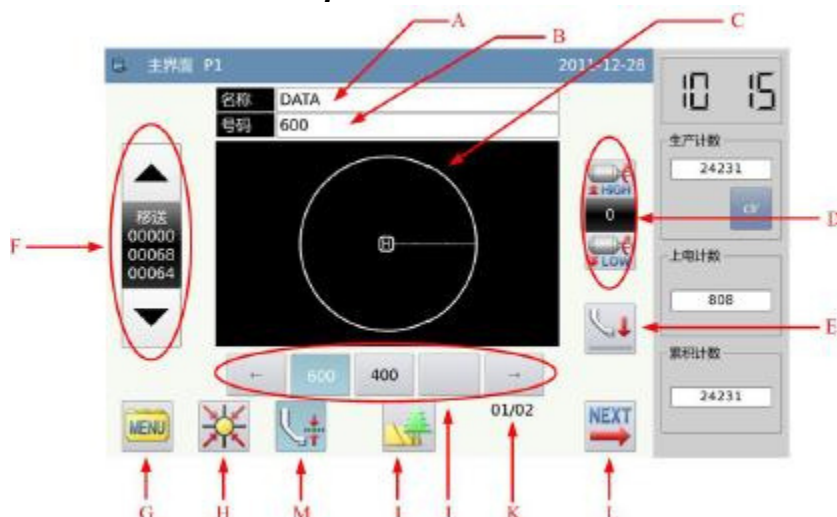 A
B
C
主界面 P1
2011-12-28
名称 DATA
号码 600
10 15
生产计数
24231
HIGH
0
LOW
D
F
移送
00000
00068
00064
H
上电计数
808
E
累积计数
24231
← 600 400 →
01/02
MENU
NEXT
G H M I J K L